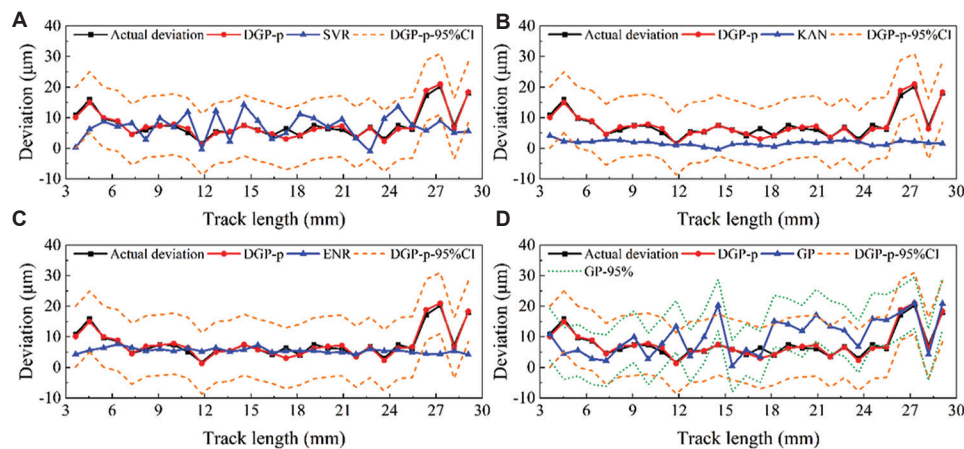 A
Actual deviation DGP-p SVR DGP-p-95%CI
40
30
20
10
0
-10
Deviation (μm)
3 6 9 12 15 18 21 24 27 30
Track length (mm)
B
Actual deviation DGP-p KAN DGP-p-95%CI
40
30
20
10
0
-10
Deviation (μm)
3 6 9 12 15 18 21 24 27 30
Track length (mm)
C
Actual deviation DGP-p ENR DGP-p-95%CI
40
30
20
10
0
-10
Deviation (μm)
3 6 9 12 15 18 21 24 27 30
Track length (mm)
D
Actual deviation DGP-p GP DGP-p-95%CI
GP-95%
40
30
20
10
0
-10
Deviation (μm)
3 6 9 12 15 18 21 24 27 30
Track length (mm)